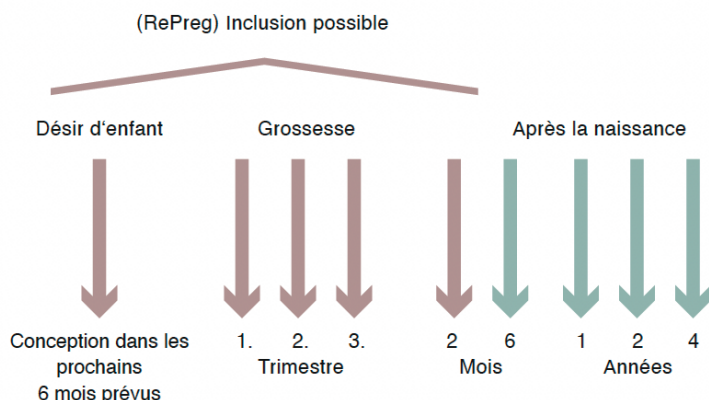 (RePreg) Inclusion possible
Désir d‘enfant
Grossesse
Après la naissance
Conception dans les
prochains
6 mois prévus
1. 2. 3.
Trimestre
2 6
Mois
1 2 4
Années